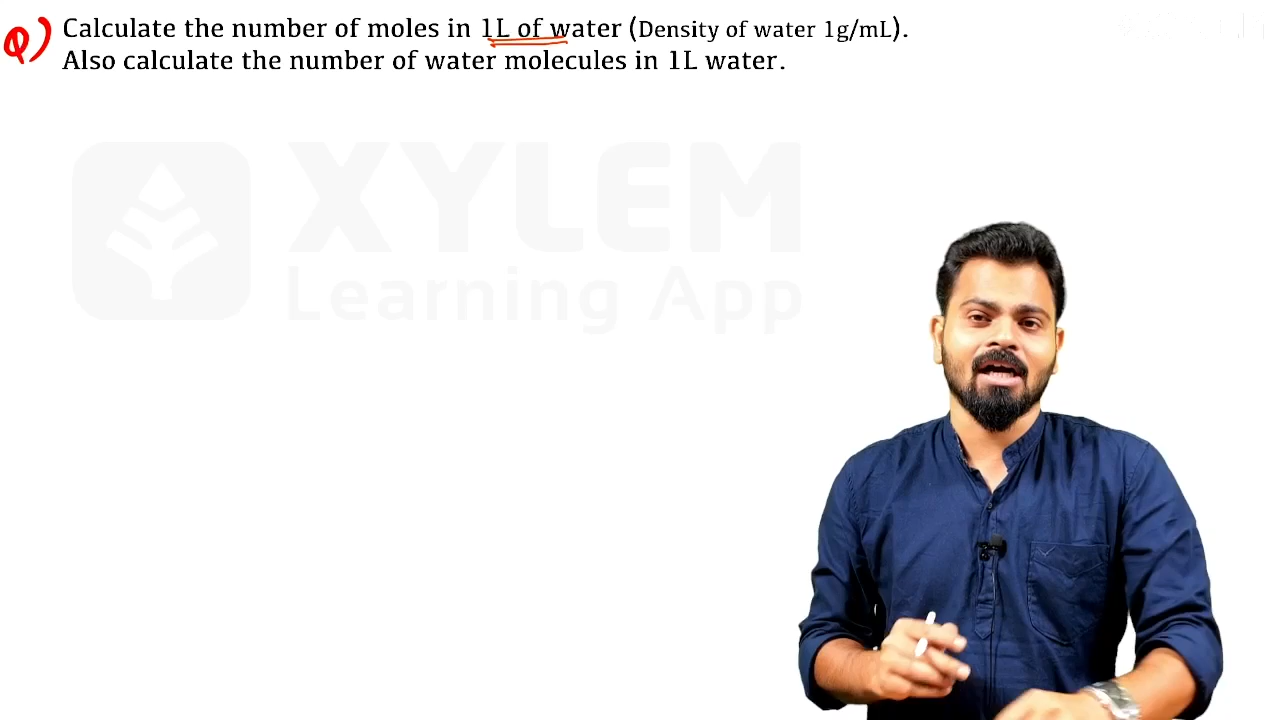 Q) Calculate the number of moles in 1L of water (Density of water 1g/mL).
Also calculate the number of water molecules in 1L water.
XYLEM
Learning App